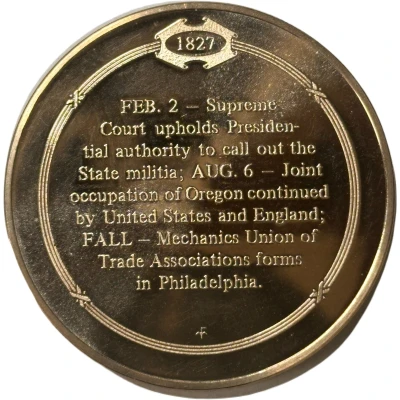 1827
FEB. 2 — Supreme
Court upholds Presiden-
tial authority to call out the
State militia; AUG. 6 — Joint
occupation of Oregon continued
by United States and England;
FALL — Mechanics Union of
Trade Associations forms
in Philadelphia.